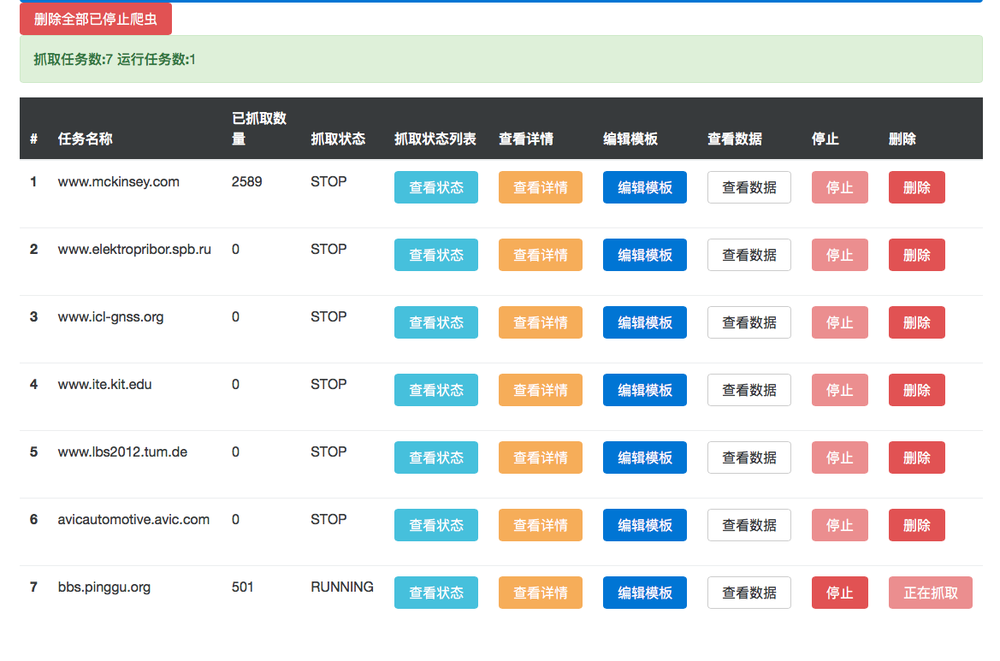 删除全部已停止爬虫
抓取任务数:7 运行任务数:1
# 任务名称 已抓取数量 抓取状态 抓取状态列表 查看详情 编辑模板 查看数据 停止 删除
1 www.mckinsey.com 2589 STOP 查看状态 查看详情 编辑模板 查看数据 停止 删除
2 www.elektropribor.spb.ru 0 STOP 查看状态 查看详情 编辑模板 查看数据 停止 删除
3 www.icl-gnss.org 0 STOP 查看状态 查看详情 编辑模板 查看数据 停止 删除
4 www.ite.kit.edu 0 STOP 查看状态 查看详情 编辑模板 查看数据 停止 删除
5 www.lbs2012.tum.de 0 STOP 查看状态 查看详情 编辑模板 查看数据 停止 删除
6 avicautomotive.avic.com 0 STOP 查看状态 查看详情 编辑模板 查看数据 停止 删除
7 bbs.pinggu.org 501 RUNNING 查看状态 查看详情 编辑模板 查看数据 停止 正在抓取